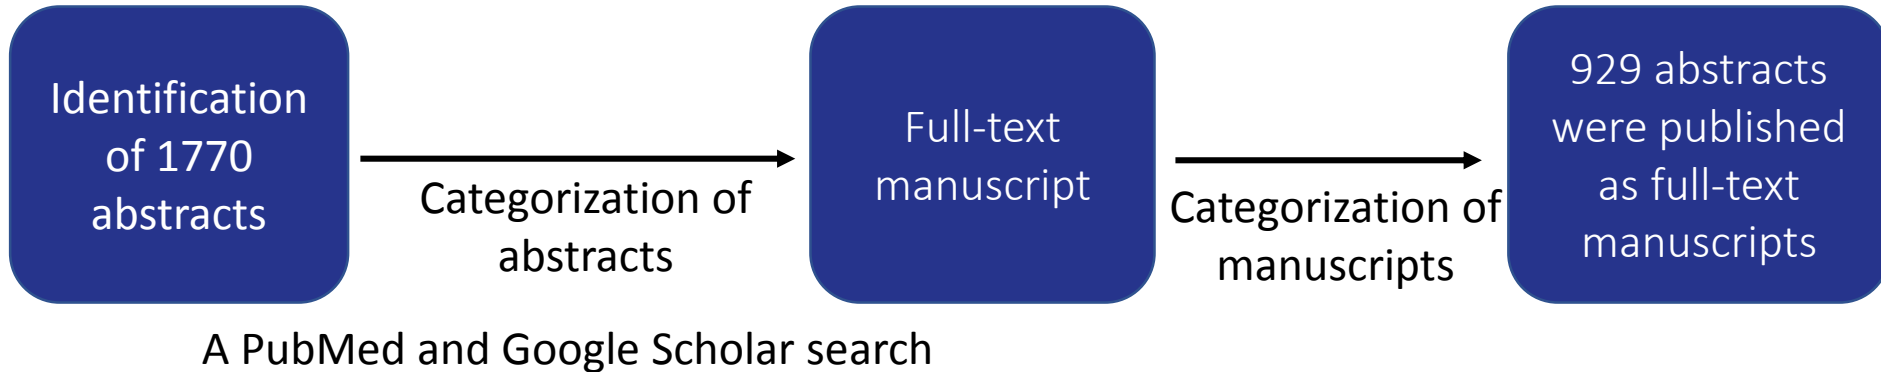 Identification
of 1770
abstracts
Categorization of
abstracts
A PubMed and Google Scholar search
Full-text
manuscript
Categorization of
manuscripts
929 abstracts
were published
as full-text
manuscripts